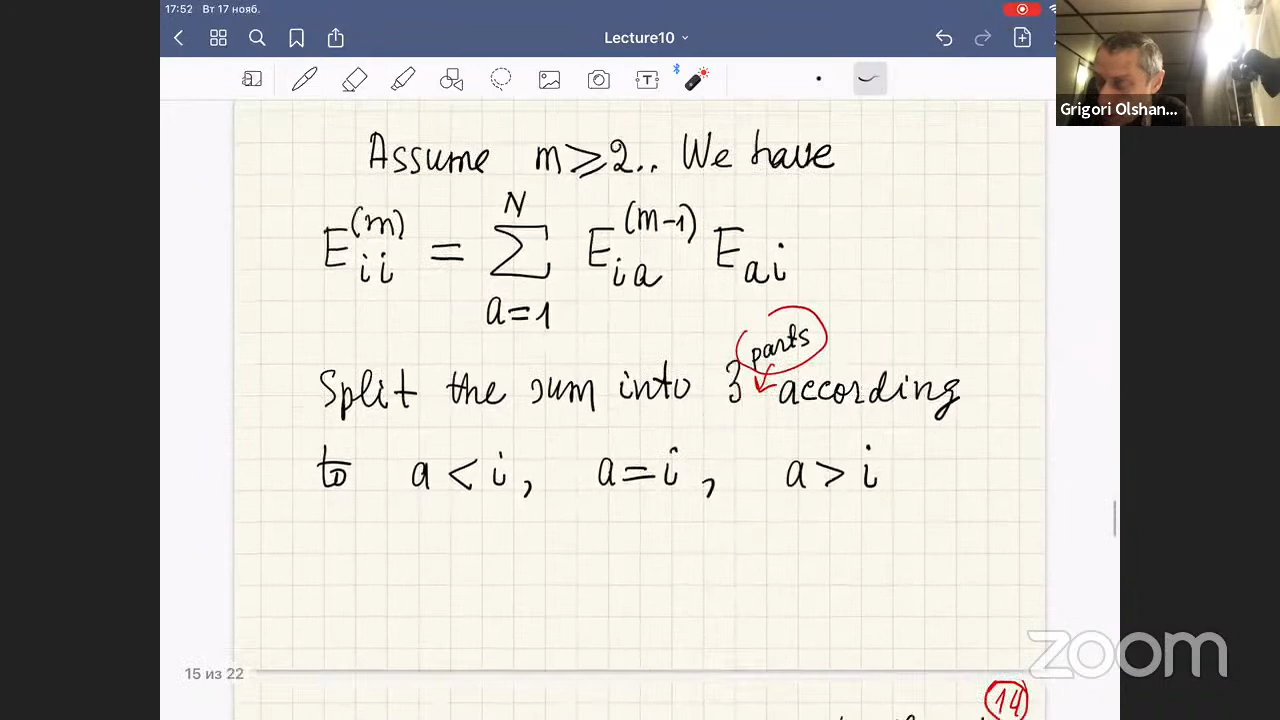 17:52 Вт 17 нояб.
Lecture10
Grigori Olshan...
Assume m ≥ 2.. We have
E_{ii}^{(m)} = \sum_{a=1}^{N} E_{ia}^{(m-1)} E_{ai}
parts
Split the sum into 3 according
to a < i, a = i, a > i
zoom
15 из 22
14